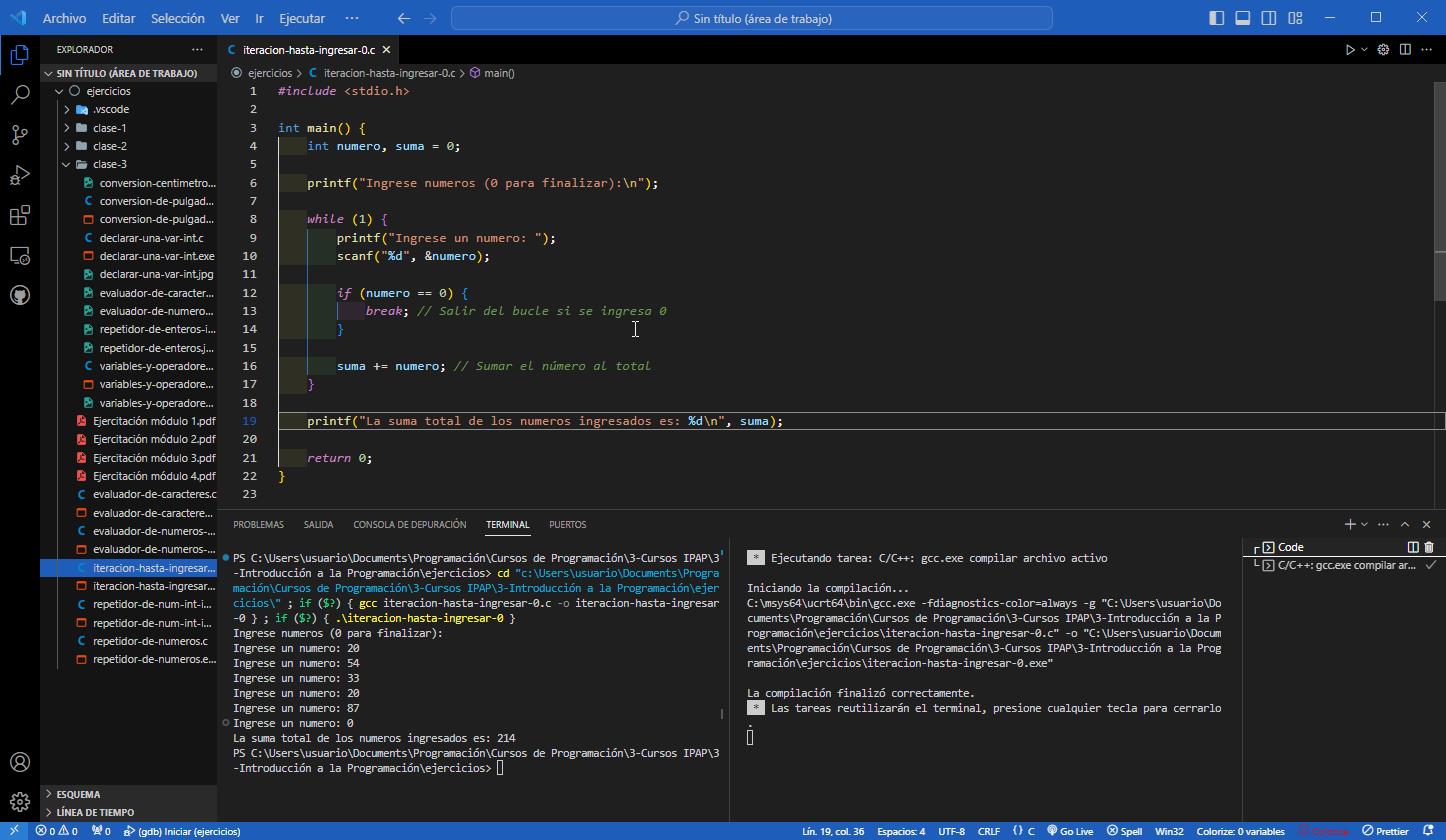 Archivo Editar Selección Ver Ir Ejecutar ···
Sin título (área de trabajo)
EXPLORADOR ···
SIN TÍTULO (ÁREA DE TRABAJO)
ejercicios
.vscode
clase-1
clase-2
clase-3
conversion-centimetro...
conversion-de-pulgad...
conversion-de-pulgad...
declarar-una-var-int.c
declarar-una-var-int.exe
declarar-una-var-int.jpg
evaluador-de-caracter...
evaluador-de-numero...
repetidor-de-enteros-i...
repetidor-de-enteros.j...
variables-y-operadore...
variables-y-operadore...
variables-y-operadore...
Ejercitación módulo 1.pdf
Ejercitación módulo 2.pdf
Ejercitación módulo 3.pdf
Ejercitación módulo 4.pdf
evaluador-de-caracteres.c
evaluador-de-caractere...
evaluador-de-numeros-...
evaluador-de-numeros-...
iteracion-hasta-ingresar...
iteracion-hasta-ingresar...
repetidor-de-num-int-i...
repetidor-de-num-int-i...
repetidor-de-numeros.c
repetidor-de-numeros.e...
ESQUEMA
LÍNEA DE TIEMPO
C iteracion-hasta-ingresar-0.c
ejercicios > C iteracion-hasta-ingresar-0.c > main()
1 #include <stdio.h>
2
3 int main() {
4 int numero, suma = 0;
5
6 printf("Ingrese numeros (0 para finalizar):\n");
7
8 while (1) {
9 printf("Ingrese un numero: ");
10 scanf("%d", &numero);
11
12 if (numero == 0) {
13 break; // Salir del bucle si se ingresa 0
14 }
15
16 suma += numero; // Sumar el número al total
17 }
18
19 printf("La suma total de los numeros ingresados es: %d\n", suma);
20
21 return 0;
22 }
23
PROBLEMAS SALIDA CONSOLA DE DEPURACIÓN TERMINAL PUERTOS
PS C:\Users\usuario\Documents\Programación\Cursos de Programación\3-Cursos IPAP\3
-Introducción a la Programación\ejercicios> cd "c:\Users\usuario\Documents\Progra
mación\Cursos de Programación\3-Cursos IPAP\3-Introducción a la Programación\ejer
cicios\" ; if ($?) { gcc iteracion-hasta-ingresar-0.c -o iteracion-hasta-ingresar
-0 } ; if ($?) { .\iteracion-hasta-ingresar-0 }
Ingrese numeros (0 para finalizar):
Ingrese un numero: 20
Ingrese un numero: 54
Ingrese un numero: 33
Ingrese un numero: 20
Ingrese un numero: 87
Ingrese un numero: 0
La suma total de los numeros ingresados es: 214
PS C:\Users\usuario\Documents\Programación\Cursos de Programación\3-Cursos IPAP\3
-Introducción a la Programación\ejercicios>
* Ejecutando tarea: C/C++: gcc.exe compilar archivo activo
Iniciando la compilación...
C:\msys64\ucrt64\bin\gcc.exe -fdiagnostics-color=always -g "C:\Users\usuario\Do
cuments\Programación\Cursos de Programación\3-Cursos IPAP\3-Introducción a la P
rogramación\ejercicios\iteracion-hasta-ingresar-0.c" -o "C:\Users\usuario\Docum
ents\Programación\Cursos de Programación\3-Cursos IPAP\3-Introducción a la Prog
ramación\ejercicios\iteracion-hasta-ingresar-0.exe"
La compilación finalizó correctamente.
* Las tareas reutilizarán el terminal, presione cualquier tecla para cerrarlo
.
Code
C/C++: gcc.exe compilar ar...
0 0 0 (gdb) Iniciar (ejercicios) Lín. 19, col. 36 Espacios: 4 UTF-8 CRLF {} C Go Live Spell Win32 Colorize: 0 variables Prettier